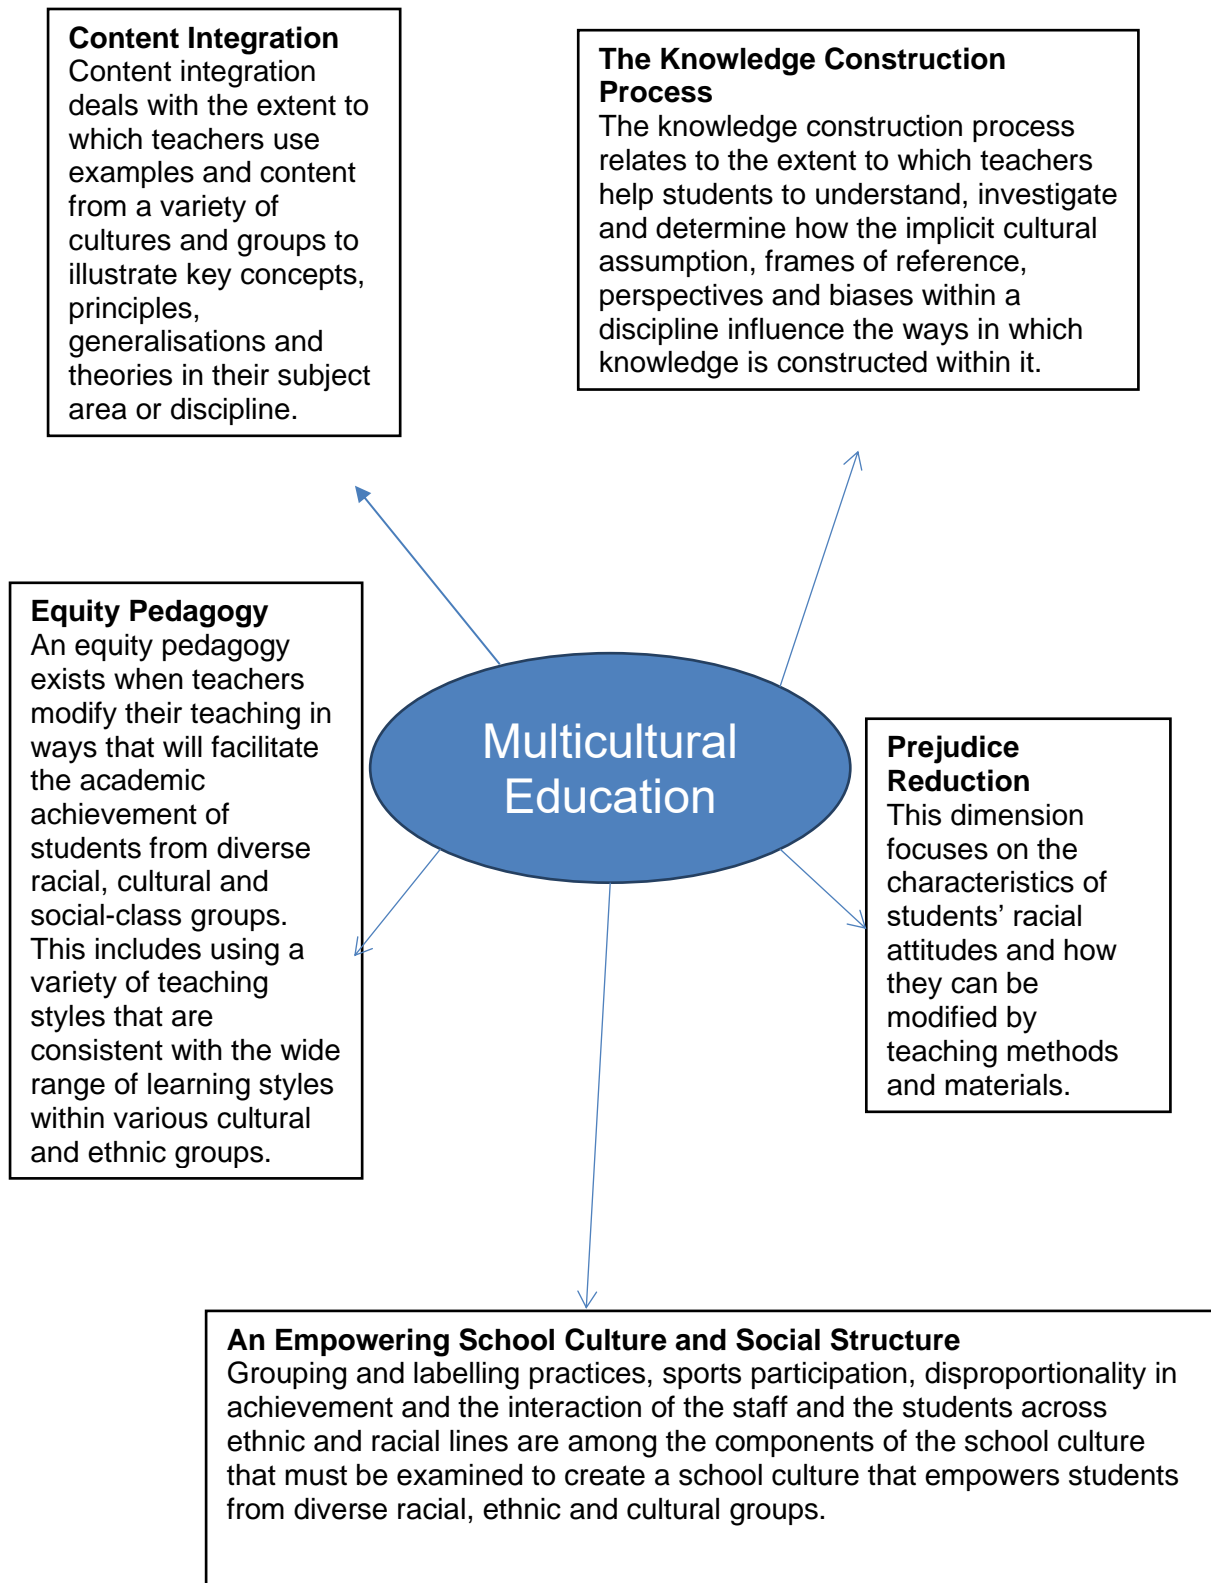 Content Integration
Content integration
deals with the extent to
which teachers use
examples and content
from a variety of
cultures and groups to
illustrate key concepts,
principles,
generalisations and
theories in their subject
area or discipline.
The Knowledge Construction
Process
The knowledge construction process
relates to the extent to which teachers
help students to understand, investigate
and determine how the implicit cultural
assumption, frames of reference,
perspectives and biases within a
discipline influence the ways in which
knowledge is constructed within it.
Equity Pedagogy
An equity pedagogy
exists when teachers
modify their teaching in
ways that will facilitate
the academic
achievement of
students from diverse
racial, cultural and
social-class groups.
This includes using a
variety of teaching
styles that are
consistent with the wide
range of learning styles
within various cultural
and ethnic groups.
Multicultural
Education
Prejudice
Reduction
This dimension
focuses on the
characteristics of
students’ racial
attitudes and how
they can be
modified by
teaching methods
and materials.
An Empowering School Culture and Social Structure
Grouping and labelling practices, sports participation, disproportionality in
achievement and the interaction of the staff and the students across
ethnic and racial lines are among the components of the school culture
that must be examined to create a school culture that empowers students
from diverse racial, ethnic and cultural groups.